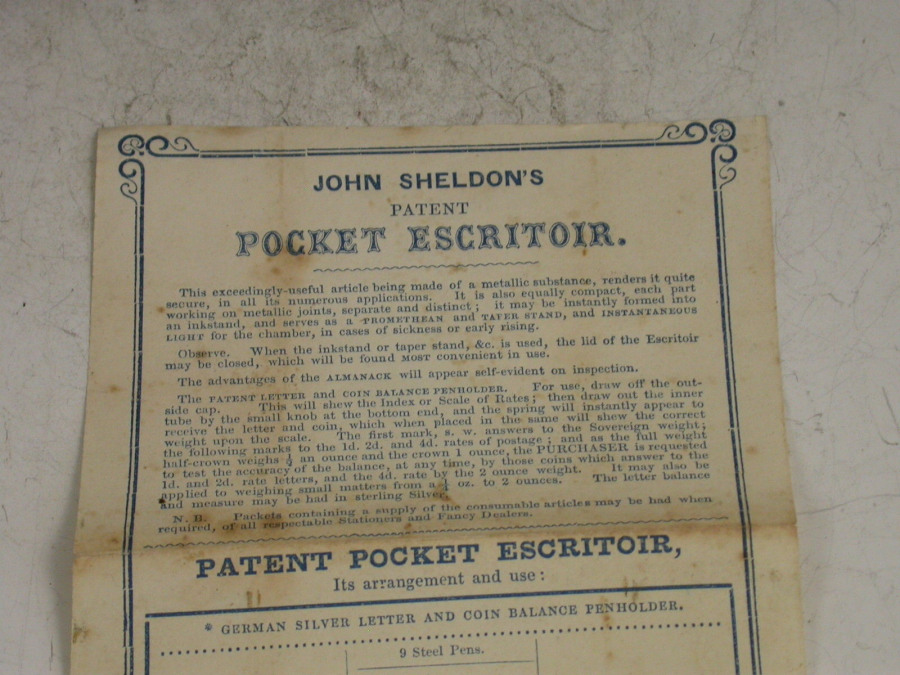 JOHN SHELDON'S
PATENT
POCKET ESCRITOIR.
This exceedingly-useful article being made of a metallic substance, renders it quite
secure, in all its numerous applications. It is also equally compact, each part
working on metallic joints, separate and distinct; it may be instantly formed into
an inkstand, and serves as a PROMETHEAN and TAPER STAND, and INSTANTANEOUS
LIGHT for the chamber, in cases of sickness or early rising.
Observe. When the inkstand or taper stand, &c. is used, the lid of the Escritoir
may be closed, which will be found MOST convenient in use.
The advantages of the ALMANACK will appear self-evident on inspection.
The PATENT LETTER and COIN BALANCE PENHOLDER. For use, draw off the out-
side cap. This will shew the Index or Scale of Rates; then draw out the inner
tube by the small knob at the bottom end, and the spring will instantly appear to
receive the letter and coin, which when placed in the same will shew the correct
weight upon the scale. The first mark, s. w. answers to the Sovereign weight;
the following marks to the 1d. 2d. and 4d. rates of postage; and as the full weight
half-crown weighs ½ an ounce and the crown 1 ounce, the PURCHASER is requested
to test the accuracy of the balance, at any time, by those coins which answer to the
1d. and 2d. rate letters, and the 4d. rate by the 2 ounce weight. It may also be
applied to weighing small matters from a ¼ oz. to 2 ounces. The letter balance
and measure may be had in sterling Silver.
N.B. Packets containing a supply of the consumable articles may be had when
required, of all respectable Stationers and Fancy Dealers.
PATENT POCKET ESCRITOIR,
Its arrangement and use:
* GERMAN SILVER LETTER AND COIN BALANCE PENHOLDER.
9 Steel Pens.